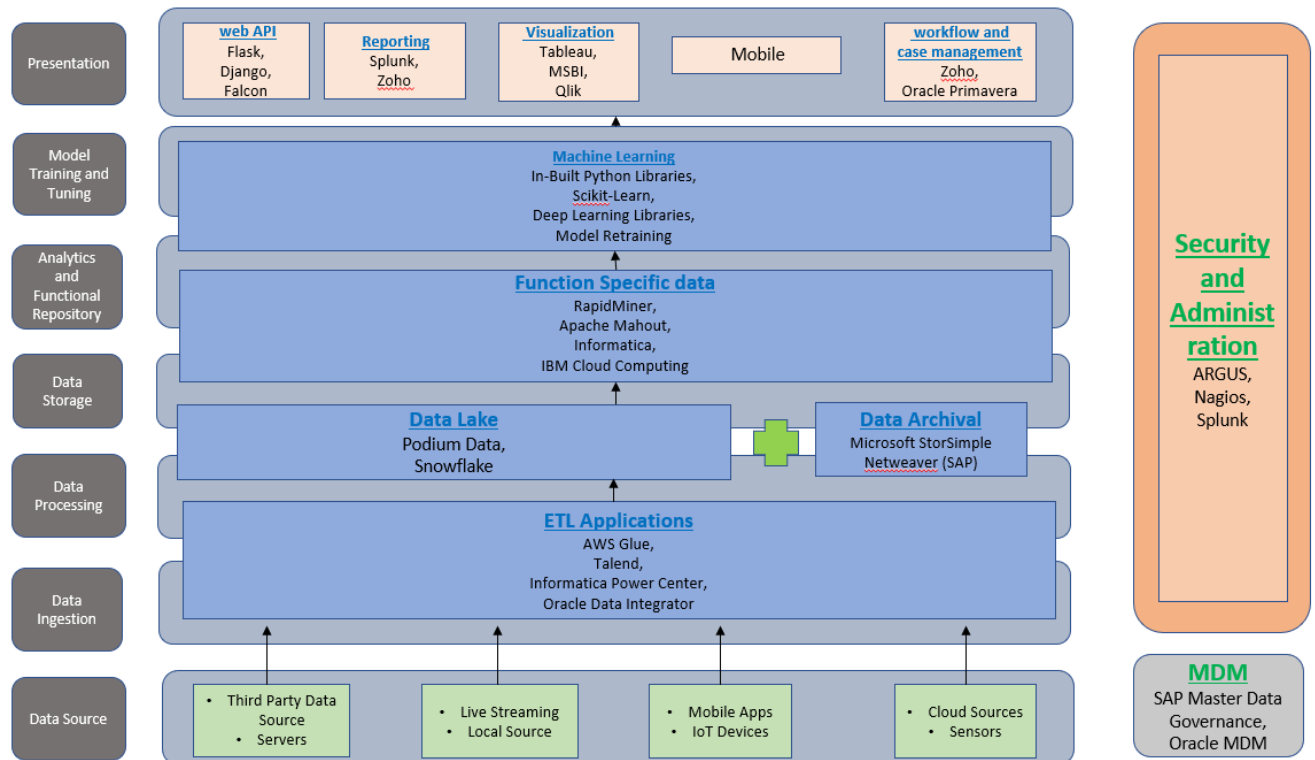 Presentation
web API
Flask,
Django,
Falcon
Reporting
Splunk,
Zoho
Visualization
Tableau,
MSBI,
Qlik
Mobile
workflow and
case management
Zoho,
Oracle Primavera
Model
Training and
Tuning
Machine Learning
In-Built Python Libraries,
Scikit-Learn,
Deep Learning Libraries,
Model Retraining
Analytics
and
Functional
Repository
Function Specific data
RapidMiner,
Apache Mahout,
Informatica,
IBM Cloud Computing
Data
Storage
Data Lake
Podium Data,
Snowflake
Data Archival
Microsoft StorSimple
Netweaver (SAP)
Data
Processing
ETL Applications
AWS Glue,
Talend,
Informatica Power Center,
Oracle Data Integrator
Data
Ingestion
Data Source
• Third Party Data
Source
• Servers
• Live Streaming
• Local Source
• Mobile Apps
• IoT Devices
• Cloud Sources
• Sensors
Security
and
Administ
ration
ARGUS,
Nagios,
Splunk
MDM
SAP Master Data
Governance,
Oracle MDM